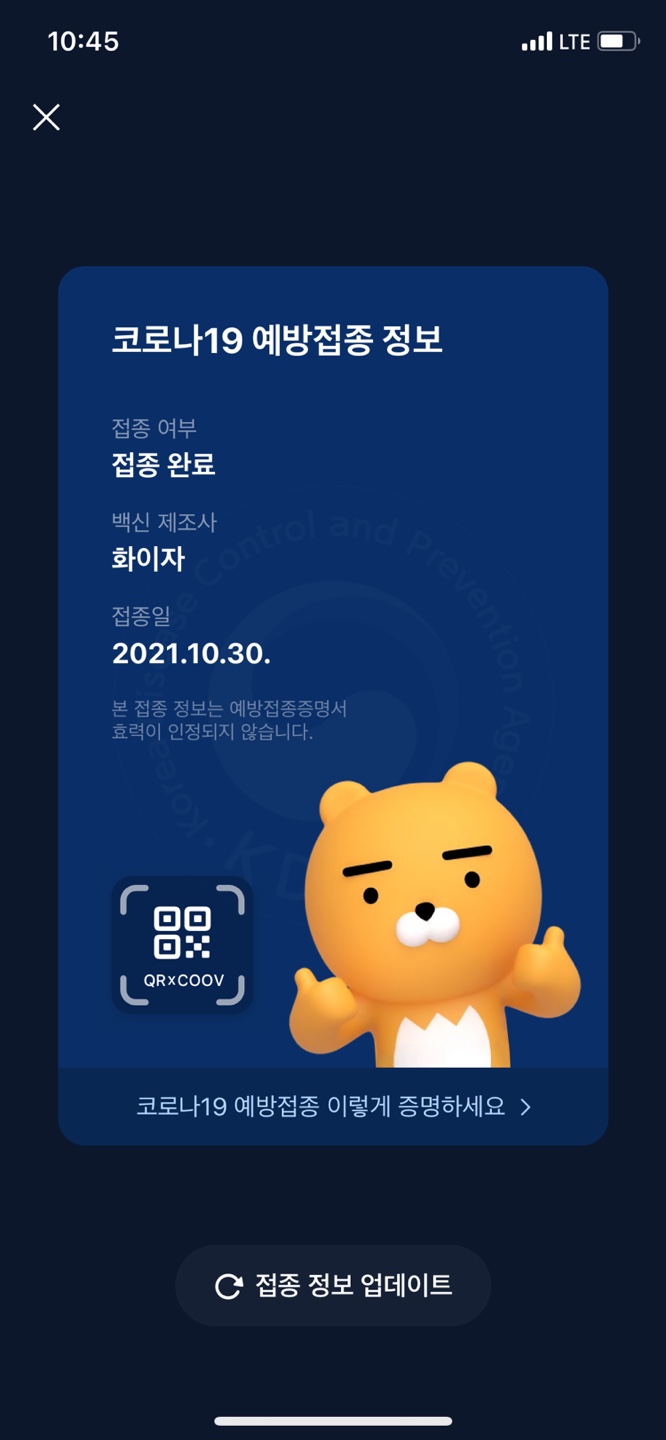 10:45
LTE
코로나19 예방접종 정보
접종 여부
접종 완료
백신 제조사
화이자
접종일
2021.10.30.
본 접종 정보는 예방접종증명서
효력이 인정되지 않습니다.
Korea Disease Control and Prevention Agency
KD
QRxCOOV
코로나19 예방접종 이렇게 증명하세요
접종 정보 업데이트